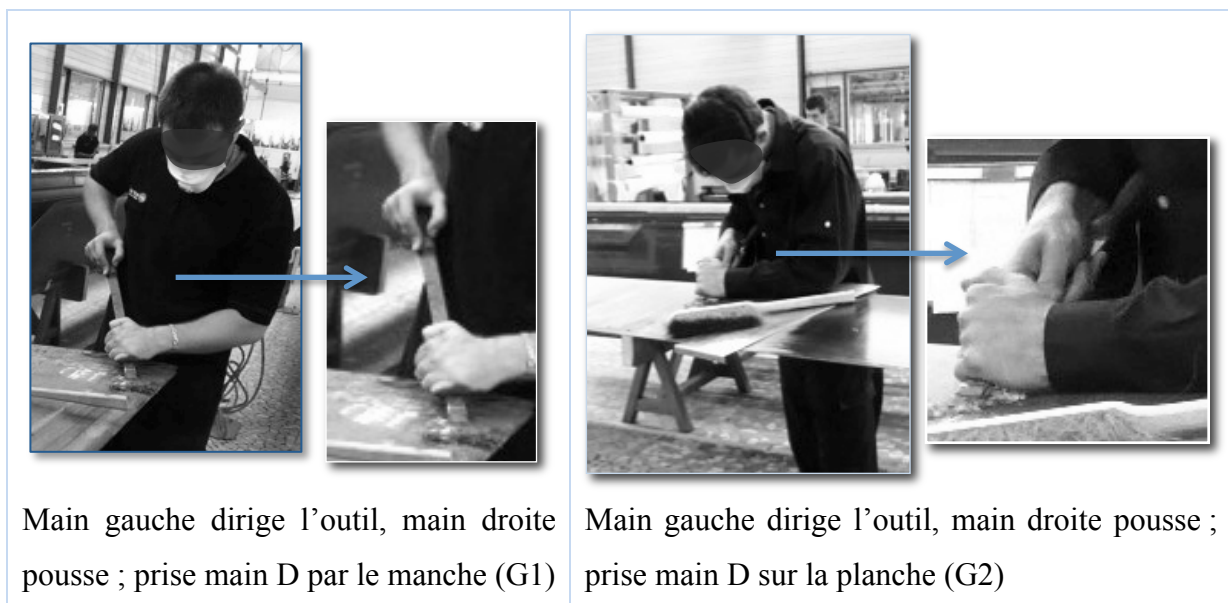 Main gauche dirige l’outil, main droite
pousse ; prise main D par le manche (G1)
Main gauche dirige l’outil, main droite pousse ;
prise main D sur la planche (G2)